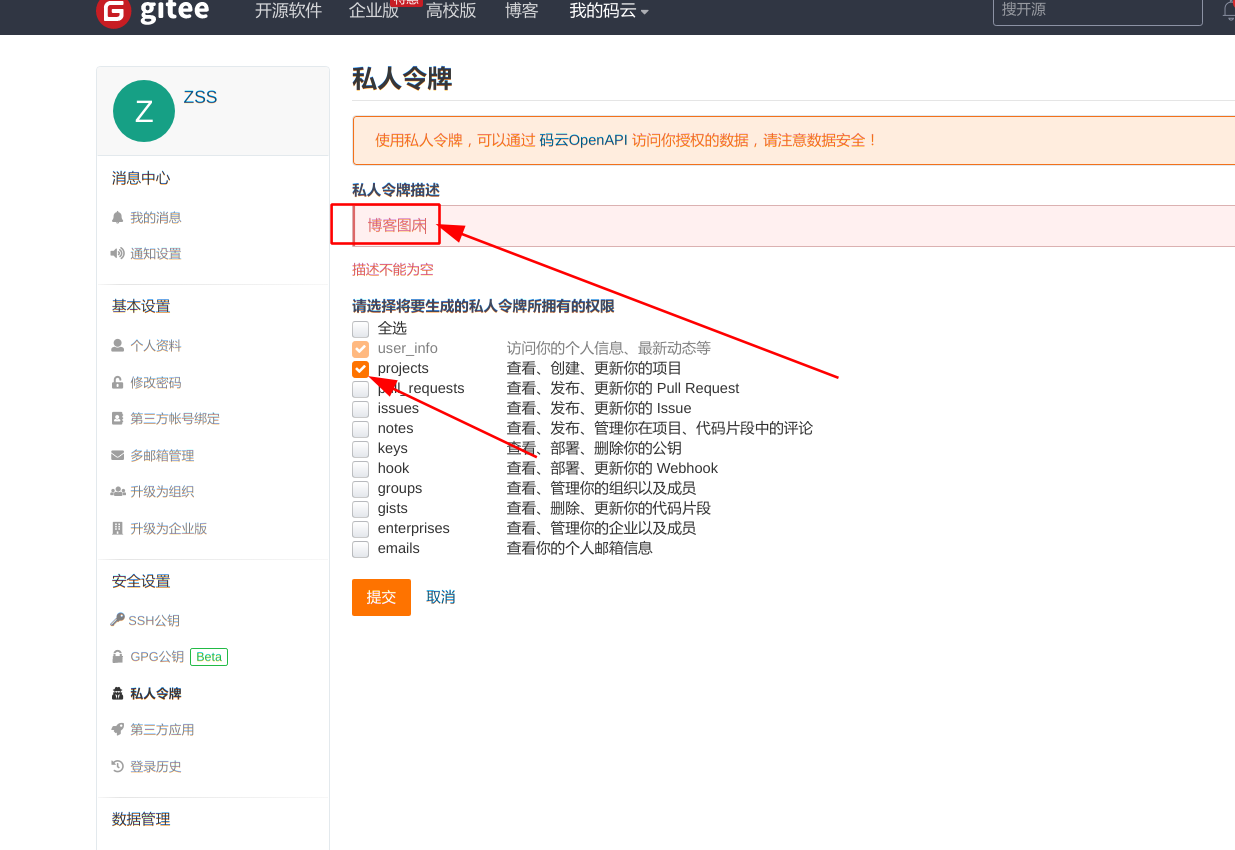 gitee 开源软件 企业版 特惠 高校版 博客 我的码云 搜开源
Z ZSS
消息中心
我的消息
通知设置
基本设置
个人资料
修改密码
第三方帐号绑定
多邮箱管理
升级为组织
升级为企业版
安全设置
SSH公钥
GPG公钥 Beta
私人令牌
第三方应用
登录历史
数据管理
私人令牌
使用私人令牌，可以通过 码云OpenAPI 访问你授权的数据，请注意数据安全！
私人令牌描述
博客图床
描述不能为空
请选择将要生成的私人令牌所拥有的权限
全选
user_info 访问你的个人信息、最新动态等
projects 查看、创建、更新你的项目
pull_requests 查看、发布、更新你的 Pull Request
issues 查看、发布、更新你的 Issue
notes 查看、发布、管理你在项目、代码片段中的评论
keys 查看、部署、删除你的公钥
hook 查看、部署、更新你的 Webhook
groups 查看、管理你的组织以及成员
gists 查看、删除、更新你的代码片段
enterprises 查看、管理你的企业以及成员
emails 查看你的个人邮箱信息
提交 取消